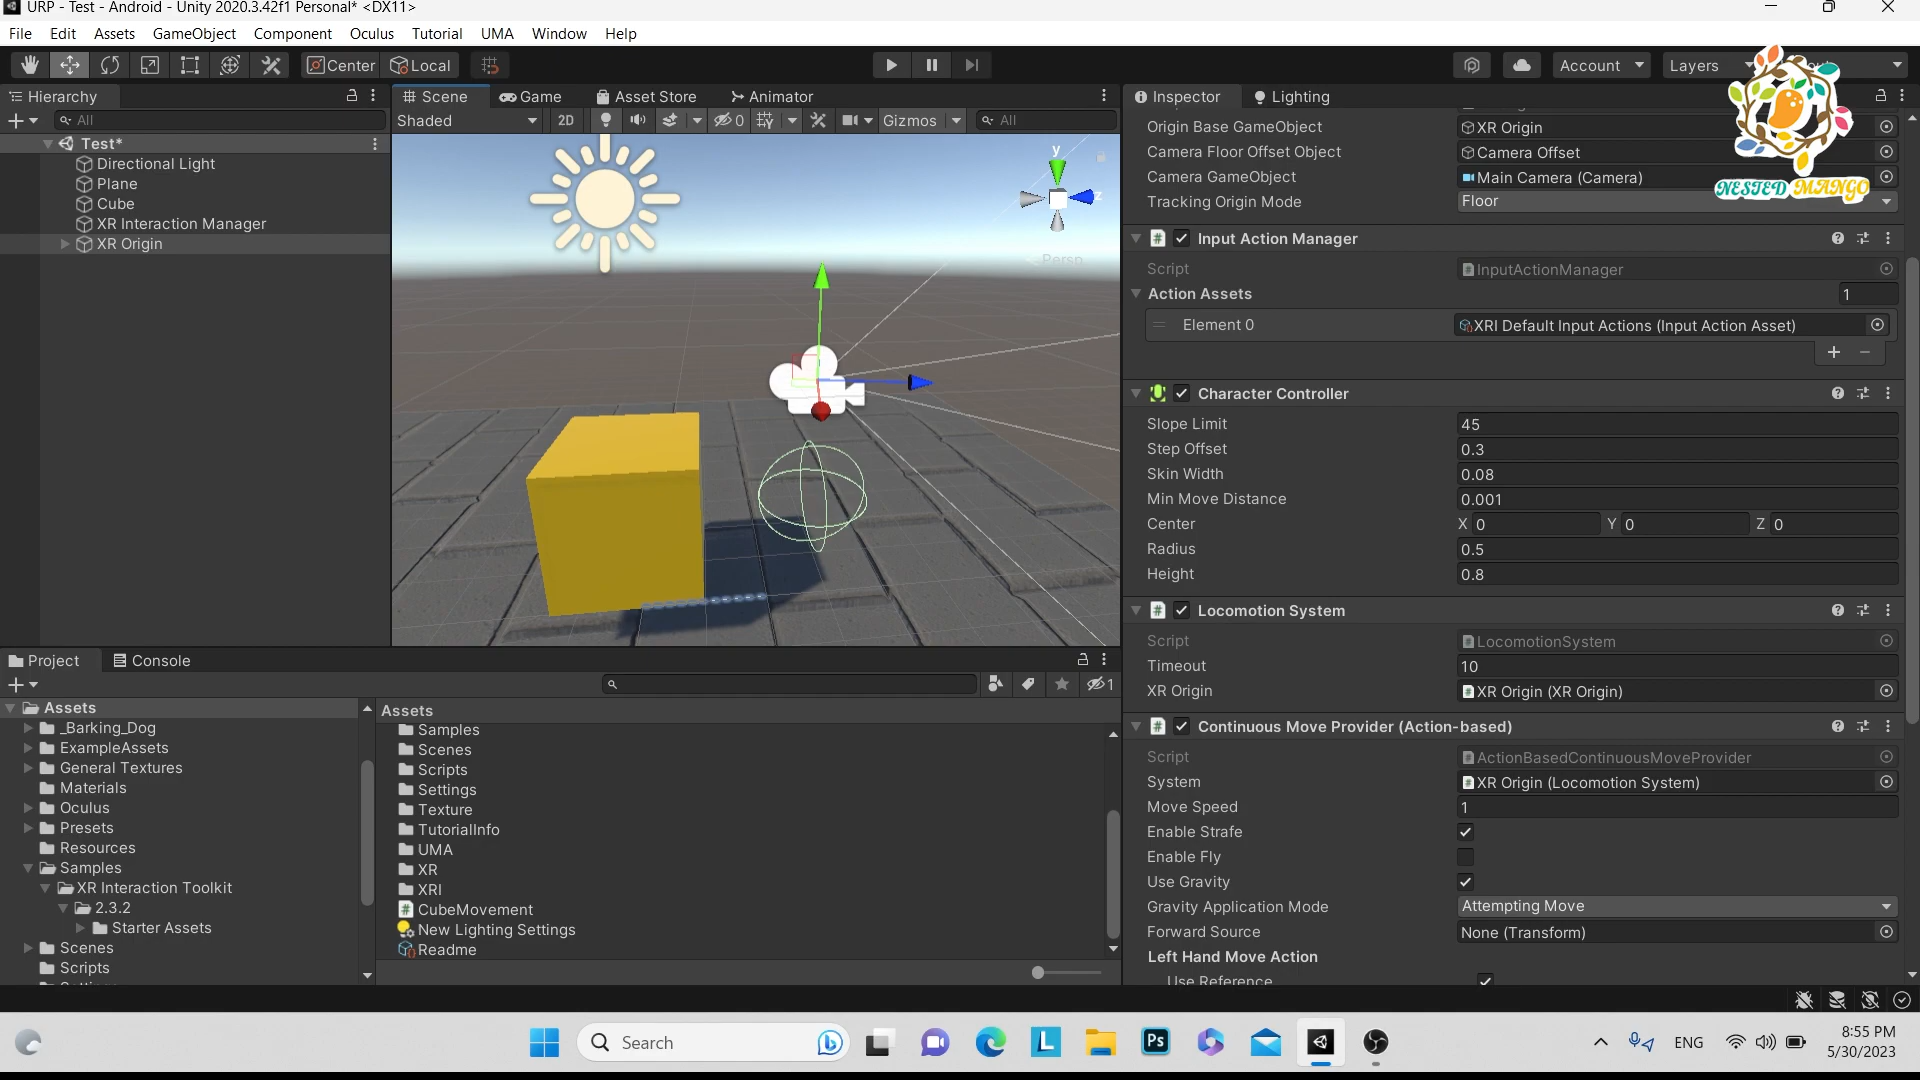 URP - Test - Android - Unity 2020.3.42f1 Personal* <DX11>
File Edit Assets GameObject Component Oculus Tutorial UMA Window Help
Center Local Account Layers
Hierarchy
All
Test*
Directional Light
Plane
Cube
XR Interaction Manager
XR Origin
Scene Game Asset Store Animator
Shaded 2D 0 Gizmos All
y
z
Persp
Inspector Lighting
NESTED MANGO
Origin Base GameObject XR Origin
Camera Floor Offset Object Camera Offset
Camera GameObject Main Camera (Camera)
Tracking Origin Mode Floor
Input Action Manager
Script InputActionManager
Action Assets 1
Element 0 XRI Default Input Actions (Input Action Asset)
Character Controller
Slope Limit 45
Step Offset 0.3
Skin Width 0.08
Min Move Distance 0.001
Center X 0 Y 0 Z 0
Radius 0.5
Height 0.8
Locomotion System
Script LocomotionSystem
Timeout 10
XR Origin XR Origin (XR Origin)
Continuous Move Provider (Action-based)
Script ActionBasedContinuousMoveProvider
System XR Origin (Locomotion System)
Move Speed 1
Enable Strafe
Enable Fly
Use Gravity
Gravity Application Mode Attempting Move
Forward Source None (Transform)
Left Hand Move Action
Use Reference
Project Console
1
Assets
_Barking_Dog
ExampleAssets
General Textures
Materials
Oculus
Presets
Resources
Samples
XR Interaction Toolkit
2.3.2
Starter Assets
Scenes
Scripts
Assets
Samples
Scenes
Scripts
Settings
Texture
TutorialInfo
UMA
XR
XRI
CubeMovement
New Lighting Settings
Readme
Search
L
Ps
ENG
8:55 PM
5/30/2023